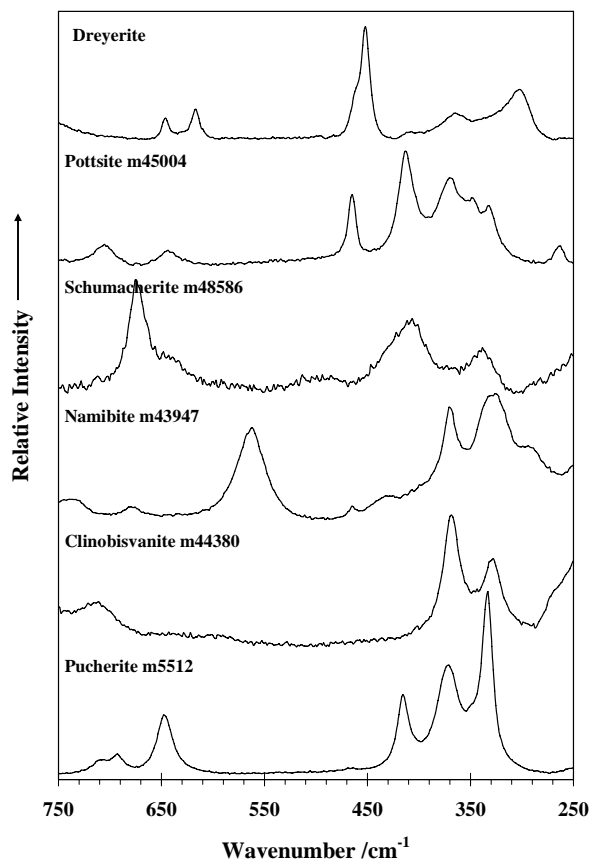 Dreyerite
Pottsite m45004
Schumacherite m48586
Namibite m43947
Clinobisvanite m44380
Pucherite m5512
Relative Intensity
750 650 550 450 350 250
Wavenumber /cm-1